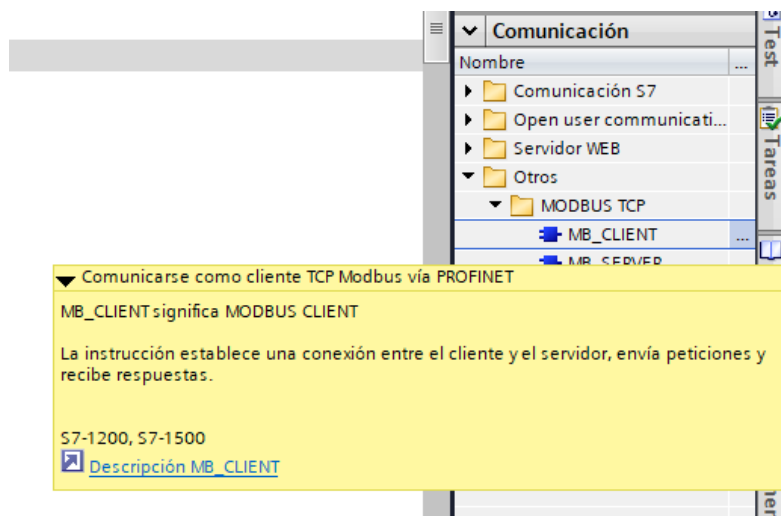 Comunicación
Nombre
...
Comunicación S7
Open user communicati...
Servidor WEB
Otros
MODBUS TCP
MB_CLIENT
...
MB_SERVER
Comunicarse como cliente TCP Modbus vía PROFINET
MB_CLIENT significa MODBUS CLIENT
La instrucción establece una conexión entre el cliente y el servidor, envía peticiones y
recibe respuestas.
S7-1200, S7-1500
Descripción MB_CLIENT
Test
Tareas